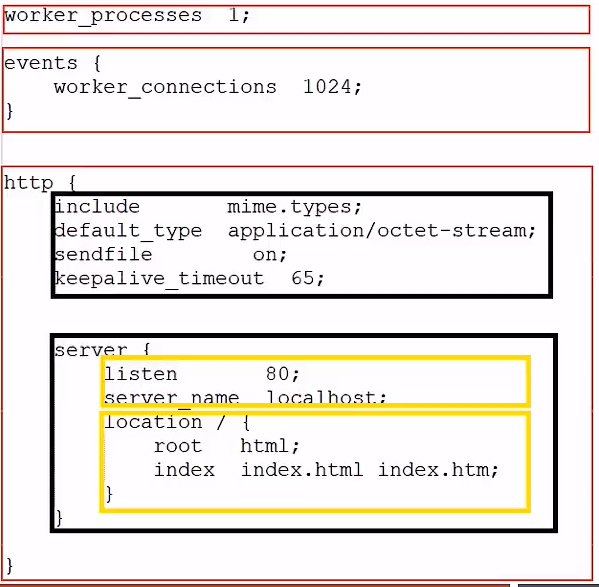 worker_processes  1;
events {
    worker_connections  1024;
}
http {
    include       mime.types;
    default_type  application/octet-stream;
    sendfile        on;
    keepalive_timeout  65;
    server {
        listen       80;
        server_name  localhost;
        location / {
            root   html;
            index  index.html index.htm;
        }
    }
}